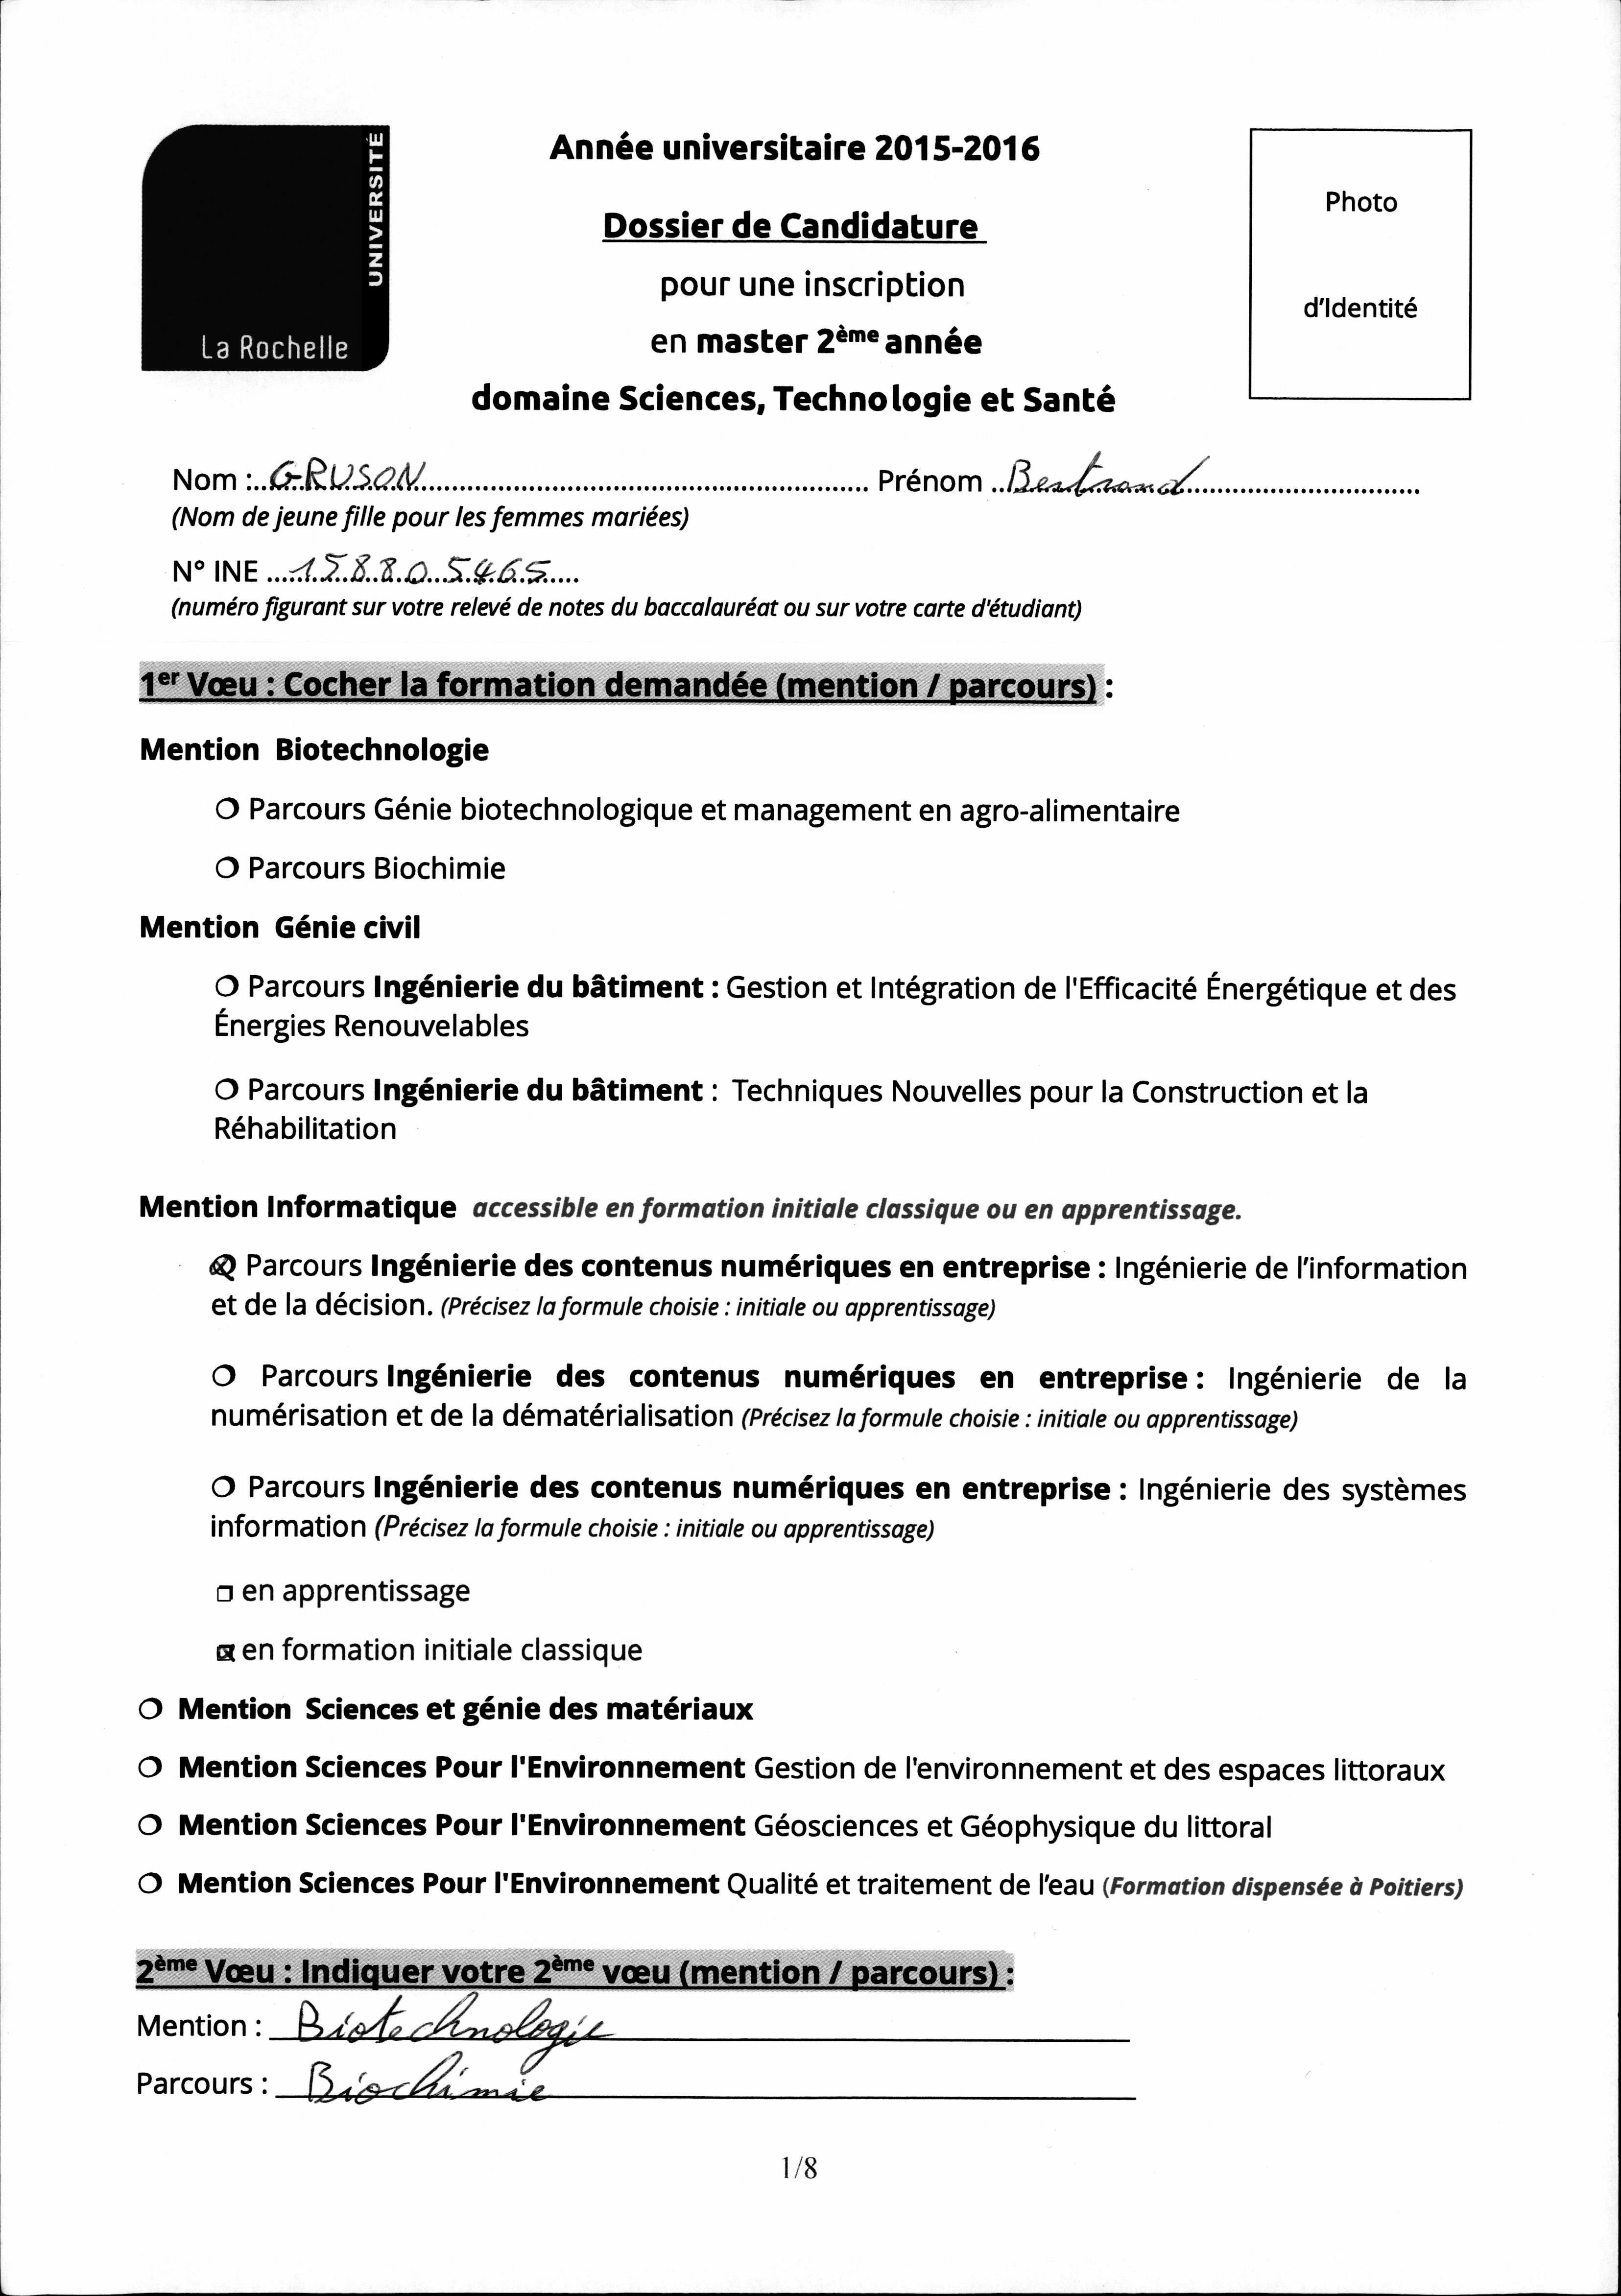 UNIVERSITÉ
La Rochelle
Année universitaire 2015-2016
Dossier de Candidature
pour une inscription
en master 2ème année
domaine Sciences, Technologie et Santé
Photo
d'Identité
Nom :..GRUSON.......... Prénom ..Bertrand..........
(Nom de jeune fille pour les femmes mariées)
N° INE .....158805465.....
(numéro figurant sur votre relevé de notes du baccalauréat ou sur votre carte d'étudiant)
1er Vœu : Cocher la formation demandée (mention / parcours) :
Mention Biotechnologie
O Parcours Génie biotechnologique et management en agro-alimentaire
O Parcours Biochimie
Mention Génie civil
O Parcours Ingénierie du bâtiment : Gestion et Intégration de l'Efficacité Énergétique et des
Énergies Renouvelables
O Parcours Ingénierie du bâtiment : Techniques Nouvelles pour la Construction et la
Réhabilitation
Mention Informatique accessible en formation initiale classique ou en apprentissage.
⊗ Parcours Ingénierie des contenus numériques en entreprise : Ingénierie de l'information
et de la décision. (Précisez la formule choisie : initiale ou apprentissage)
O Parcours Ingénierie des contenus numériques en entreprise : Ingénierie de la
numérisation et de la dématérialisation (Précisez la formule choisie : initiale ou apprentissage)
O Parcours Ingénierie des contenus numériques en entreprise : Ingénierie des systèmes
information (Précisez la formule choisie : initiale ou apprentissage)
☐ en apprentissage
☒ en formation initiale classique
O Mention Sciences et génie des matériaux
O Mention Sciences Pour l'Environnement Gestion de l'environnement et des espaces littoraux
O Mention Sciences Pour l'Environnement Géosciences et Géophysique du littoral
O Mention Sciences Pour l'Environnement Qualité et traitement de l'eau (Formation dispensée à Poitiers)
2ème Vœu : Indiquer votre 2ème vœu (mention / parcours) :
Mention : Biotechnologie
Parcours : Biochimie
1/8